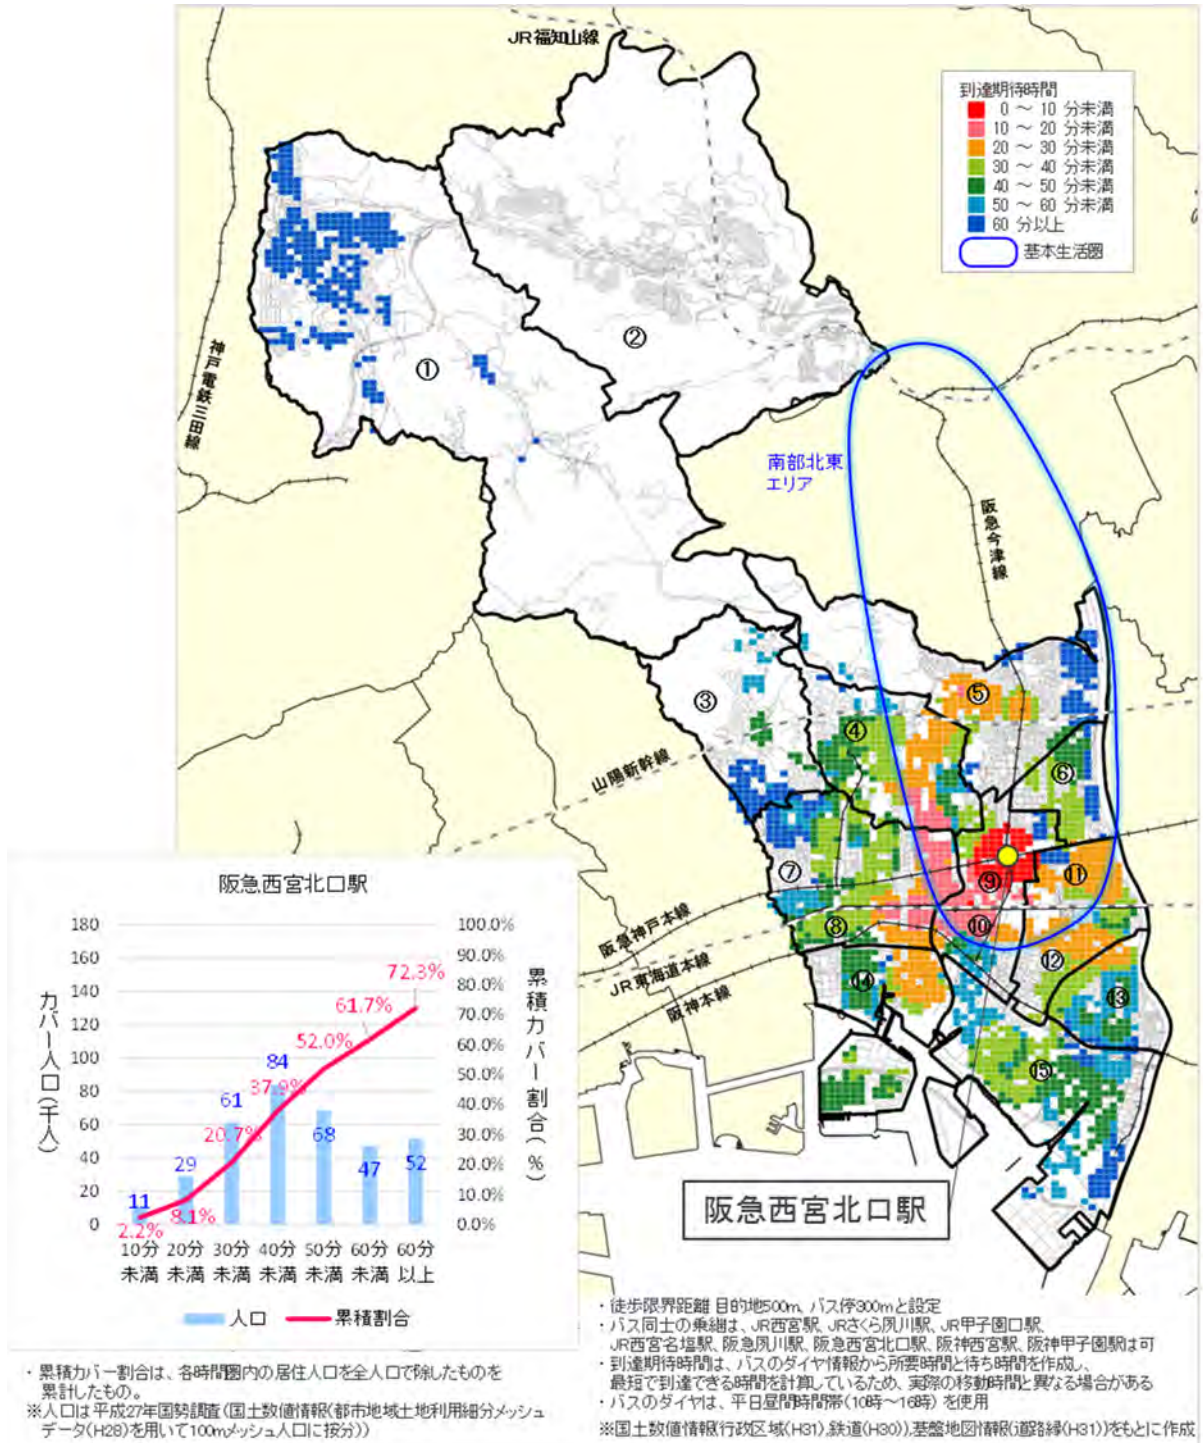 JR福知山線
到達期待時間
0 ～ 10 分未満
10 ～ 20 分未満
20 ～ 30 分未満
30 ～ 40 分未満
40 ～ 50 分未満
50 ～ 60 分未満
60 分以上
基本生活圏
②
①
神戸電鉄三田線
南部北東
エリア
阪急今津線
③
⑤
④
山陽新幹線
⑥
⑦
⑨
⑪
阪急神戸本線
⑧
⑩
JR東海道本線
⑫
⑭
阪神本線
⑬
⑮
阪急西宮北口駅
阪急西宮北口駅
カバー人口(千人)
180
160
140
120
100
80
60
40
20
0
累積カバー割合(%)
100.0%
90.0%
80.0%
70.0%
60.0%
50.0%
40.0%
30.0%
20.0%
10.0%
0.0%
72.3%
61.7%
52.0%
37.9%
20.7%
8.1%
2.2%
11
29
61
84
68
47
52
10分 20分 30分 40分 50分 60分 60分
未満 未満 未満 未満 未満 未満 以上
人口 累積割合
・累積カバー割合は、各時間圏内の居住人口を全人口で除したものを
累計したもの。
※人口は平成27年国勢調査(国土数値情報(都市地域土地利用細分メッシュ
データ(H28)を用いて100mメッシュ人口に按分))
・徒歩限界距離 目的地500m、バス停300mと設定
・バス同士の乗継は、JR西宮駅、JRさくら夙川駅、JR甲子園口駅、
JR西宮名塩駅、阪急夙川駅、阪急西宮北口駅、阪神西宮駅、阪神甲子園駅は可
・到達期待時間は、バスのダイヤ情報から所要時間と待ち時間を作成し、
最短で到達できる時間を計算しているため、実際の移動時間と異なる場合がある
・バスのダイヤは、平日昼間時間帯(10時～16時)を使用
※国土数値情報(行政区域(H31),鉄道(H30)),基盤地図情報(道路縁(H31))をもとに作成